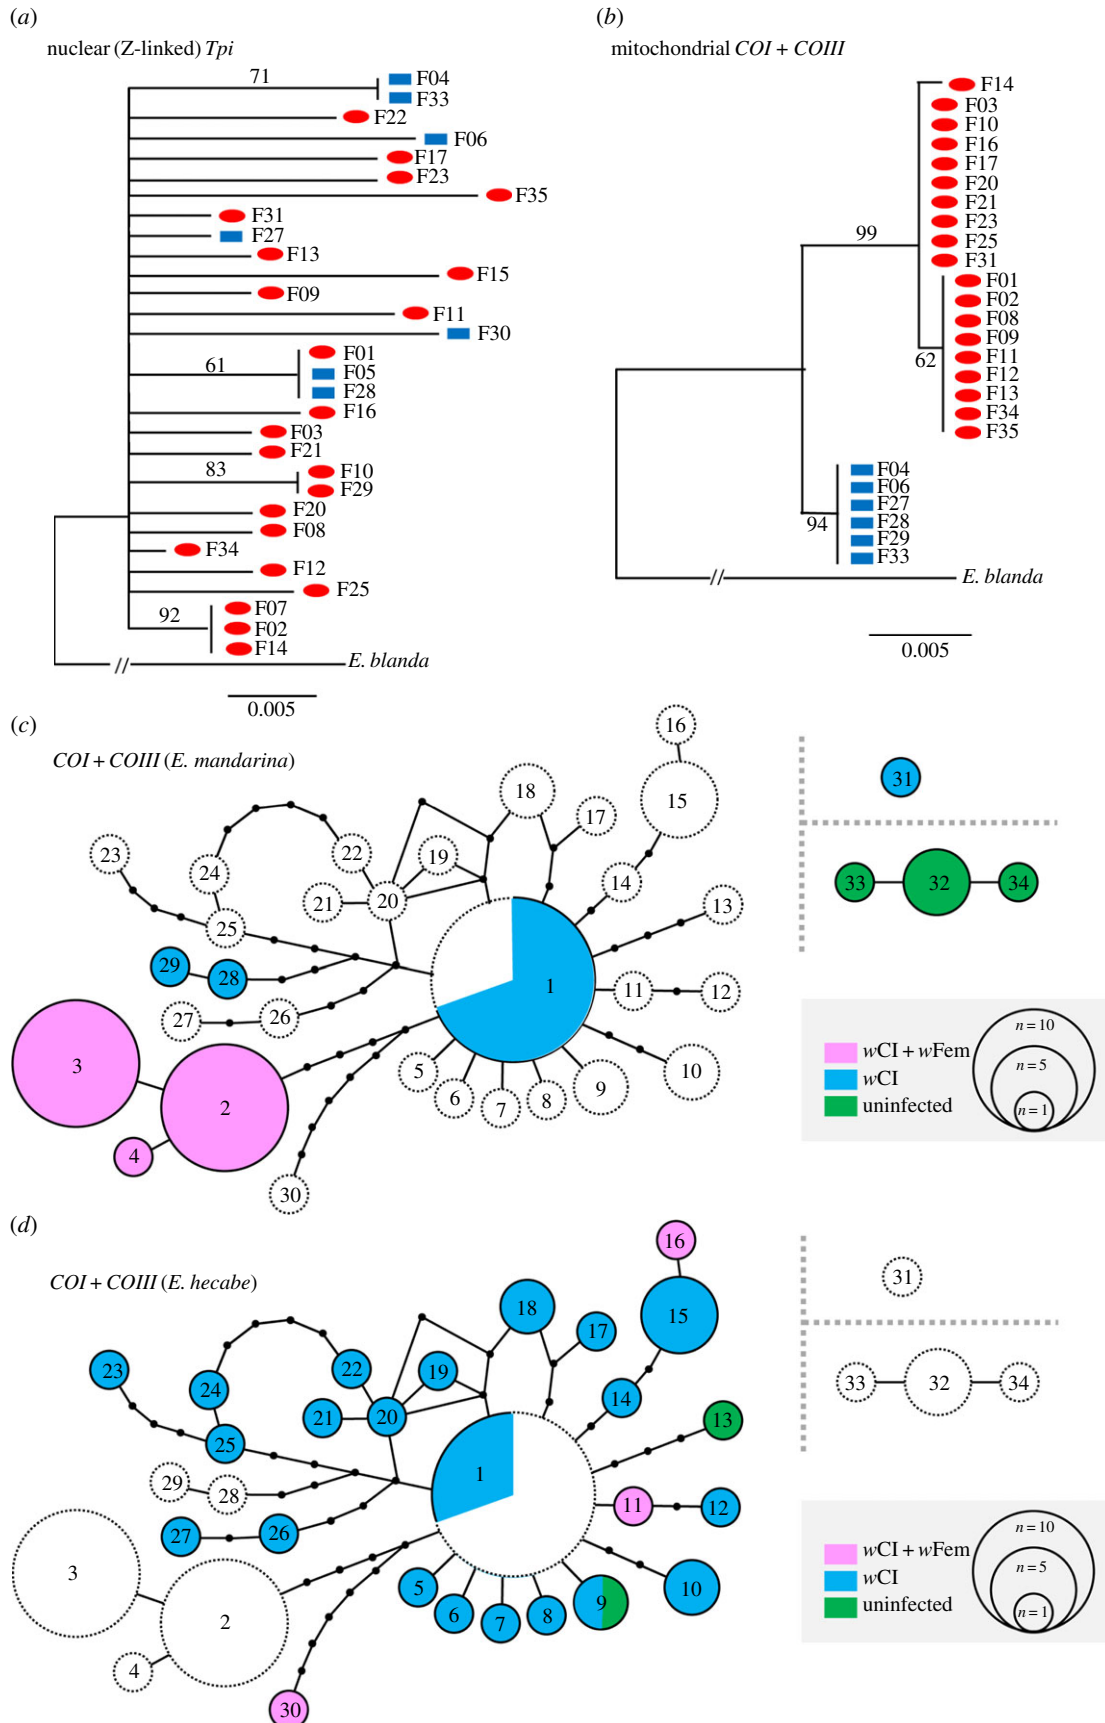 (a)
nuclear (Z-linked) Tpi
71
F04
F33
F22
F06
F17
F23
F35
F31
F27
F13
F15
F09
F11
F30
61
F01
F05
F28
F16
F03
F21
83
F10
F29
F20
F08
F34
F12
F25
92
F07
F02
F14
E. blanda
0.005
(b)
mitochondrial COI + COIII
99
F14
F03
F10
F16
F17
F20
F21
F23
F25
F31
62
F01
F02
F08
F09
F11
F12
F13
F34
F35
94
F04
F06
F27
F28
F29
F33
E. blanda
0.005
(c)
COI + COIII (E. mandarina)
16
15
18
17
23
22
19
24
14
21
20
13
25
29
28
1
11
12
27
26
3
5
10
6
7
8
9
2
4
30
31
33
32
34
wCI + wFem
wCI
uninfected
n = 10
n = 5
n = 1
(d)
COI + COIII (E. hecabe)
16
15
18
17
23
22
19
24
14
21
20
13
25
1
29
28
11
12
27
26
3
5
10
6
7
8
9
2
4
30
31
33
32
34
wCI + wFem
wCI
uninfected
n = 10
n = 5
n = 1